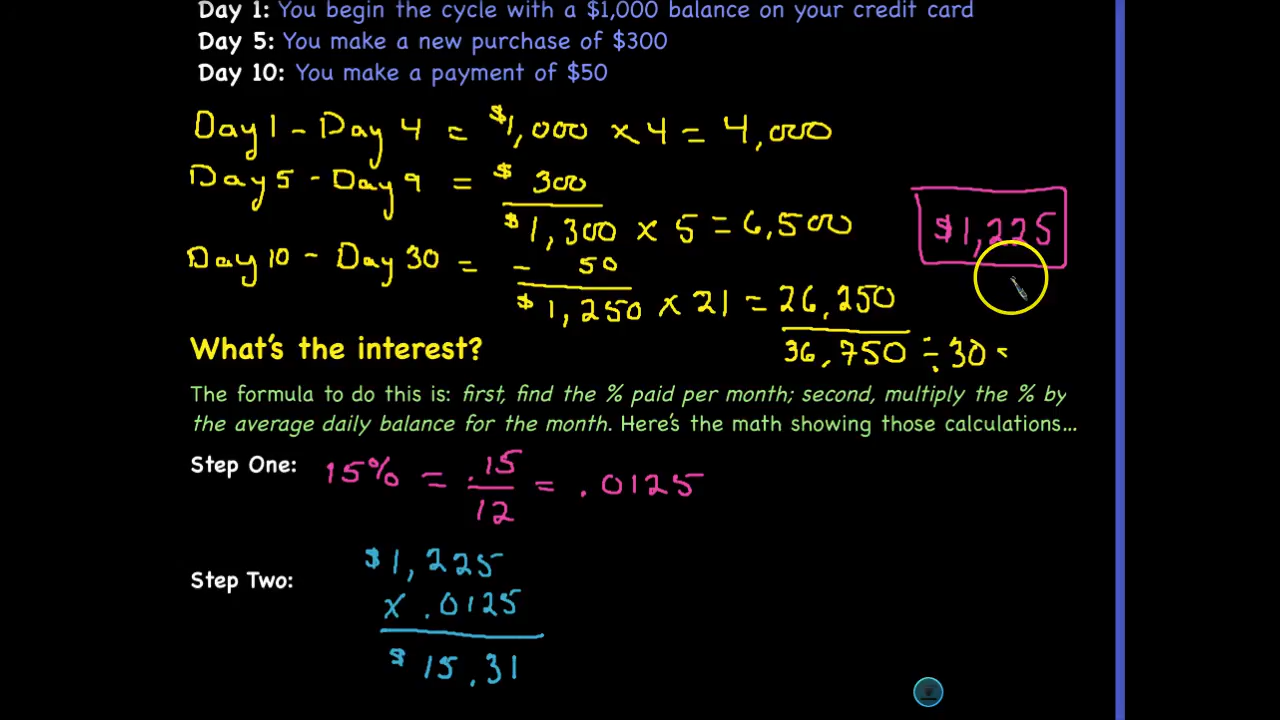 Day 1: You begin the cycle with a $1,000 balance on your credit card
Day 5: You make a new purchase of $300
Day 10: You make a payment of $50
Day 1 - Day 4 = $1,000 x 4 = 4,000
Day 5 - Day 9 = $ 300
$1,300 x 5 = 6,500
$1,225
Day 10 - Day 30 = - 50
$1,250 x 21 = 26,250
36,750 ÷ 30 =
What's the interest?
The formula to do this is: first, find the % paid per month; second, multiply the % by
the average daily balance for the month. Here's the math showing those calculations...
Step One: 15% = .15 = .0125
12
$1,225
Step Two:
x .0125
$15.31